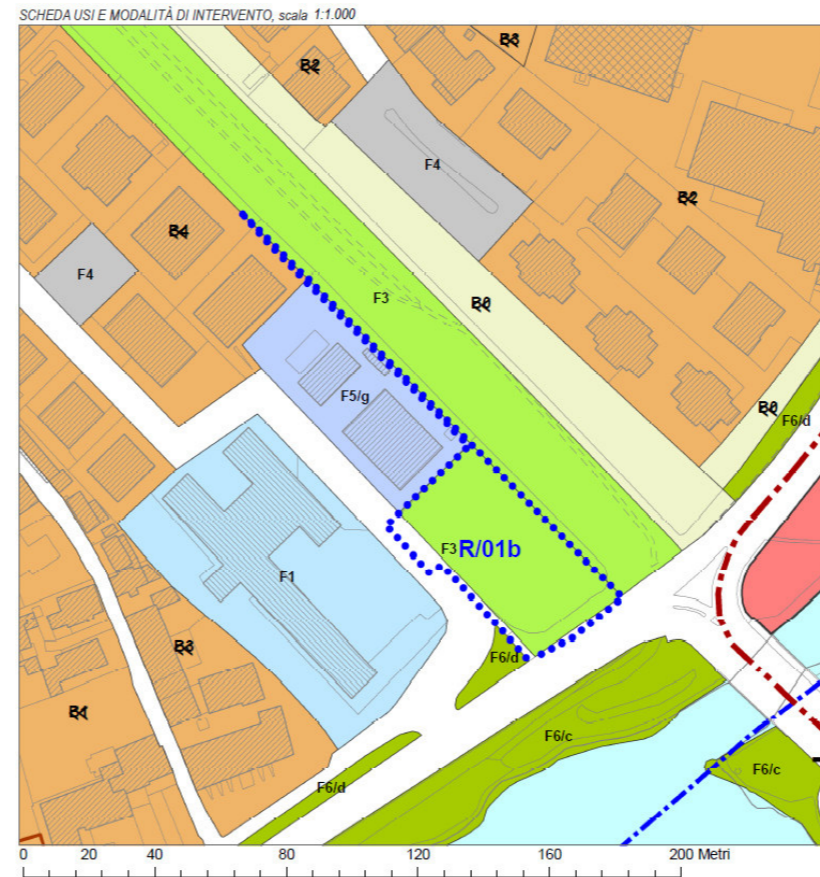 SCHEDA USI E MODALITÀ DI INTERVENTO, scala 1:1.000
B3
B2
F4
B2
B4
F4
F3
B0
F5/g
B0
F6/d
F3
R/01b
F1
B3
F6/d
B4
F6/c
F6/c
F6/d
0 20 40 80 120 160 200 Metri